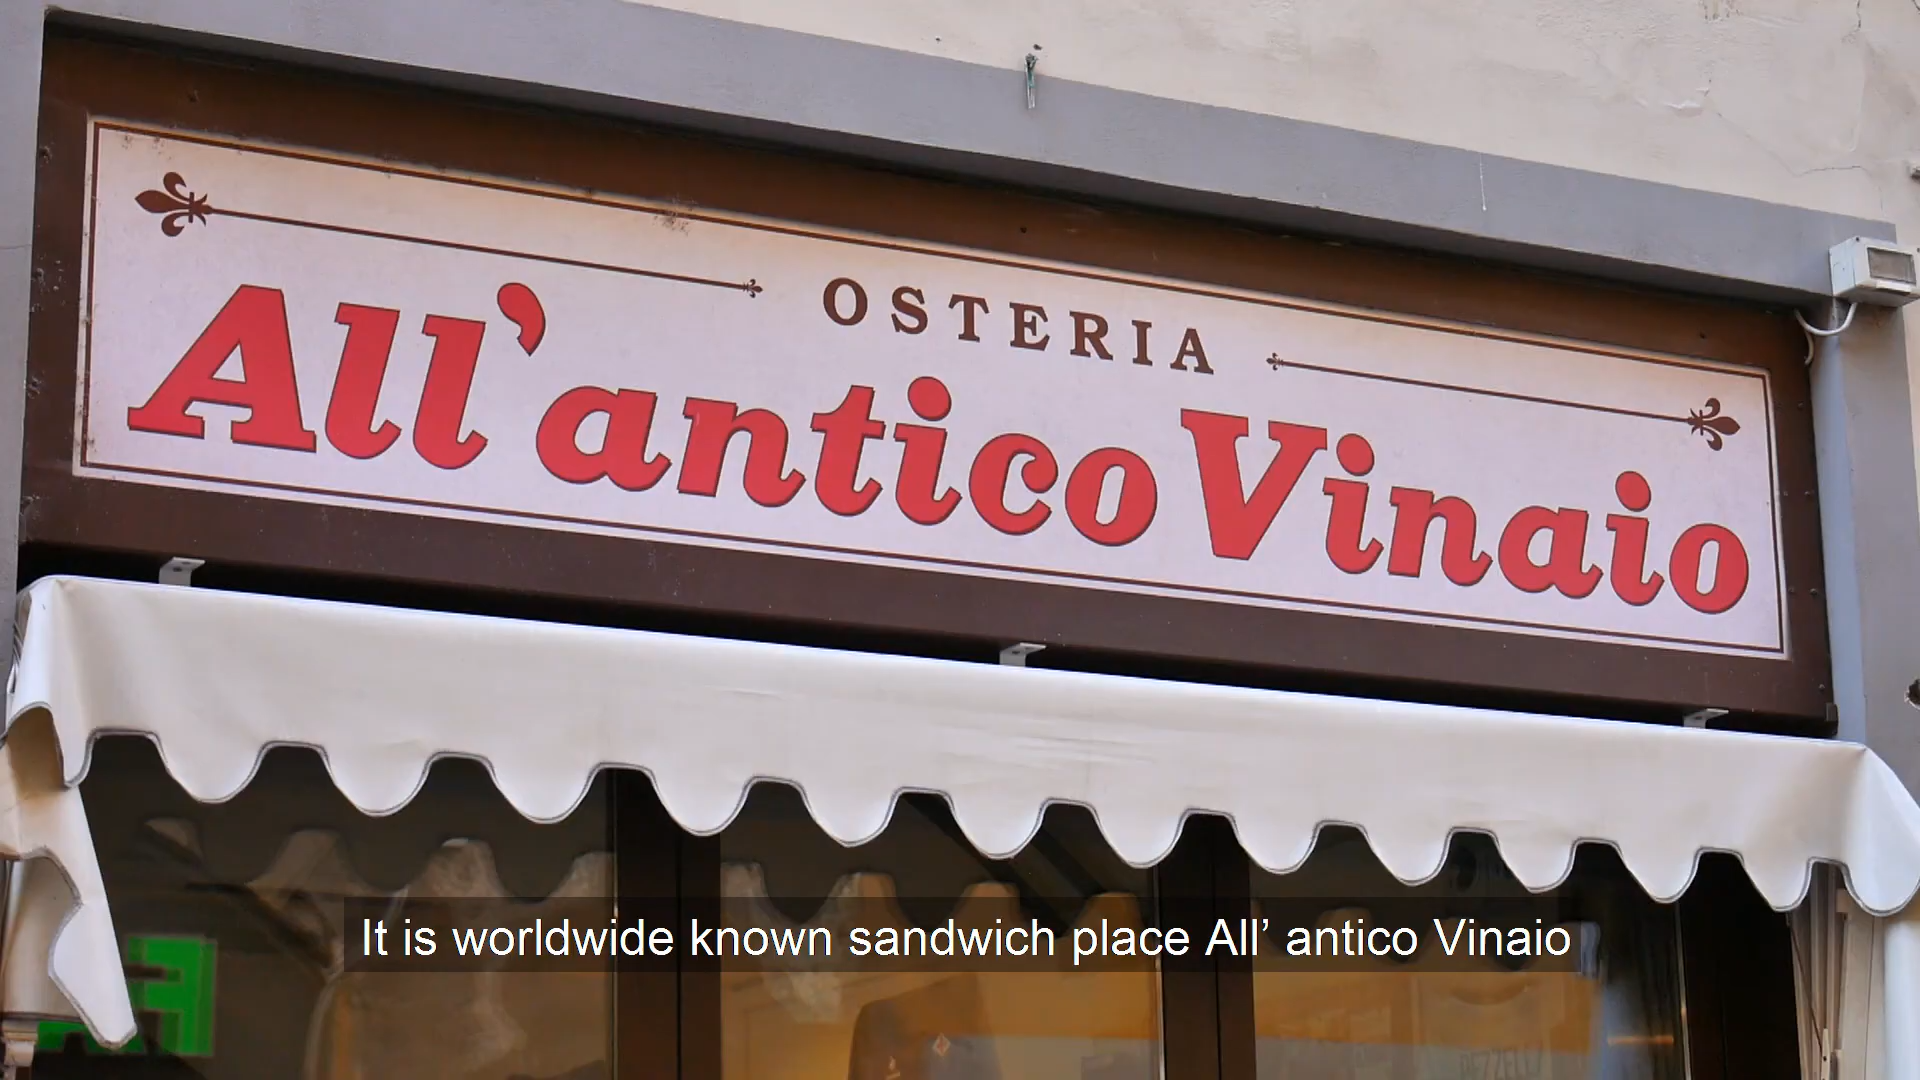 OSTERIA
All'antico Vinaio
It is worldwide known sandwich place All’ antico Vinaio